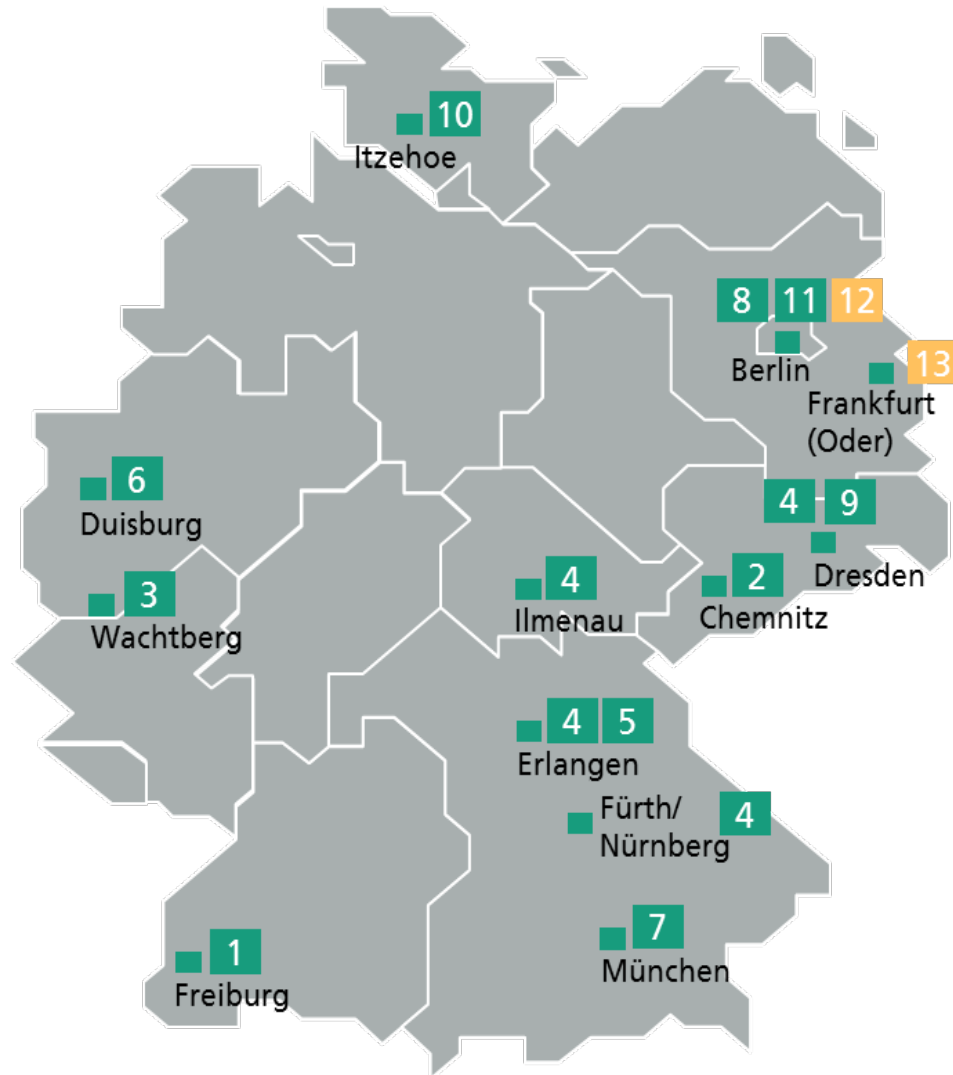 10
Itzehoe
8 11 12
Berlin
13
Frankfurt
(Oder)
6
Duisburg
4 9
Dresden
3
Wachtberg
4
Ilmenau
2
Chemnitz
4 5
Erlangen
Fürth/
Nürnberg
4
7
München
1
Freiburg